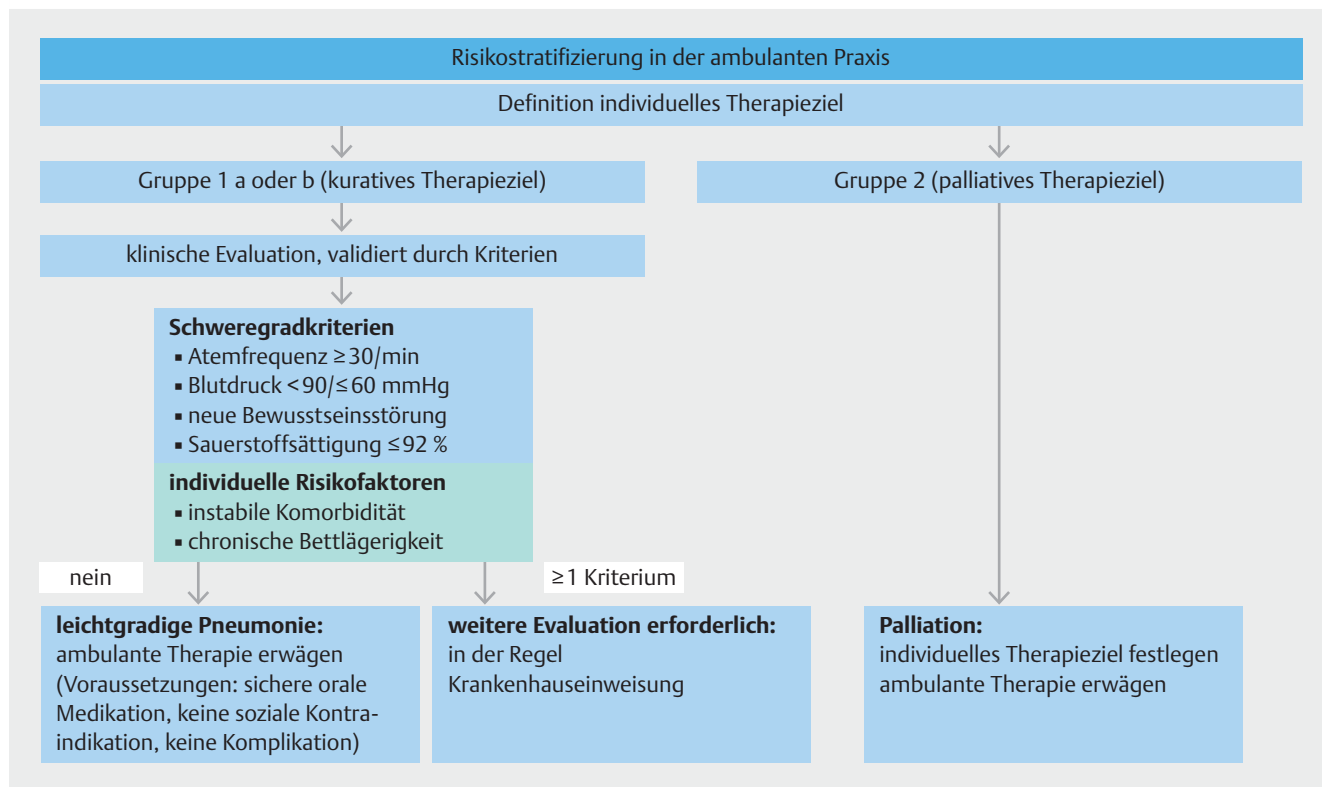 Risikostratifizierung in der ambulanten Praxis
Definition individuelles Therapieziel
Gruppe 1 a oder b (kuratives Therapieziel)
Gruppe 2 (palliatives Therapieziel)
klinische Evaluation, validiert durch Kriterien
Schweregradkriterien
▪ Atemfrequenz ≥30/min
▪ Blutdruck <90/≤60 mmHg
▪ neue Bewusstseinsstörung
▪ Sauerstoffsättigung ≤92 %
individuelle Risikofaktoren
▪ instabile Komorbidität
▪ chronische Bettlägerigkeit
nein
≥1 Kriterium
leichtgradige Pneumonie:
ambulante Therapie erwägen
(Voraussetzungen: sichere orale
Medikation, keine soziale Kontra-
indikation, keine Komplikation)
weitere Evaluation erforderlich:
in der Regel
Krankenhauseinweisung
Palliation:
individuelles Therapieziel festlegen
ambulante Therapie erwägen